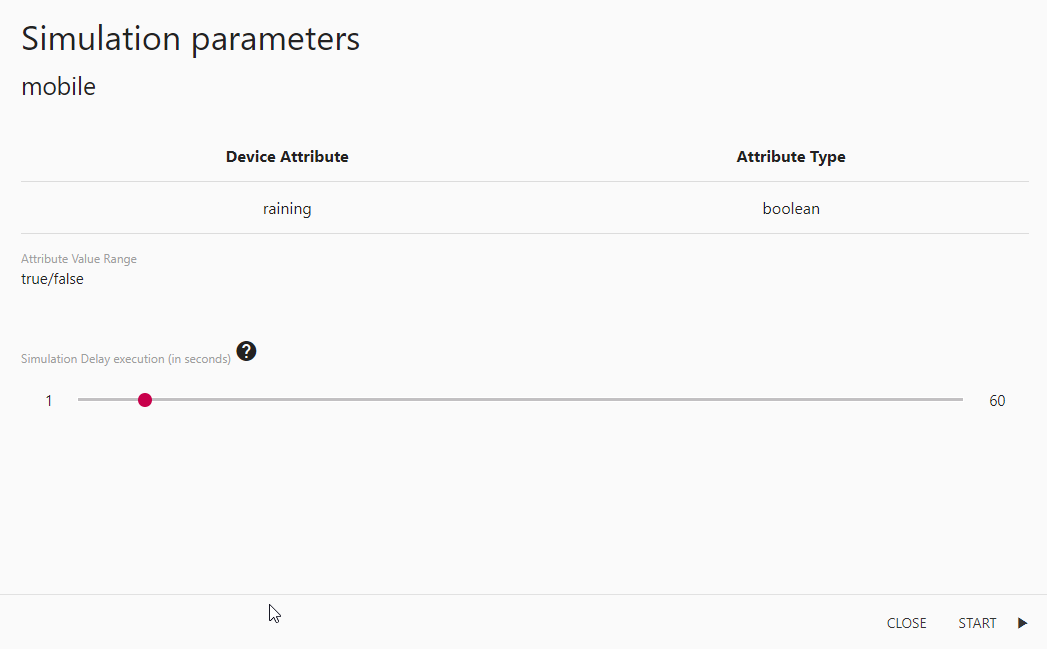 Simulation parameters
mobile
Device Attribute Attribute Type
raining boolean
Attribute Value Range
true/false
Simulation Delay execution (in seconds) ?
1 60
CLOSE START